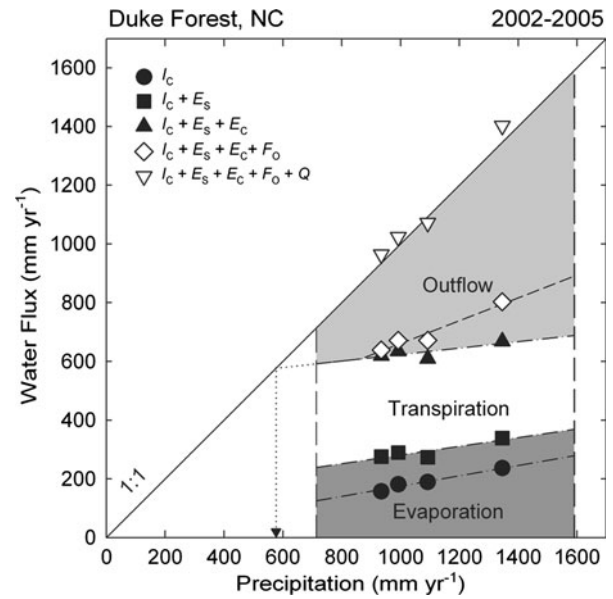 Duke Forest, NC 2002-2005
I_c
I_c + E_s
I_c + E_s + E_c
I_c + E_s + E_c + F_o
I_c + E_s + E_c + F_o + Q
1600
1400
1200
1000
800
600
400
200
0
Water Flux (mm yr⁻¹)
Outflow
Transpiration
Evaporation
1:1
0 200 400 600 800 1000 1200 1400 1600
Precipitation (mm yr⁻¹)